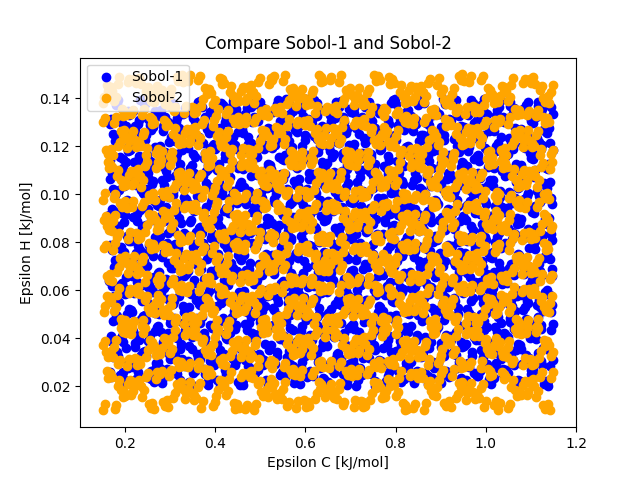 Compare Sobol-1 and Sobol-2
Sobol-1
Sobol-2
0.14
0.12
0.10
0.08
0.06
0.04
0.02
Epsilon H [kJ/mol]
0.2 0.4 0.6 0.8 1.0 1.2
Epsilon C [kJ/mol]